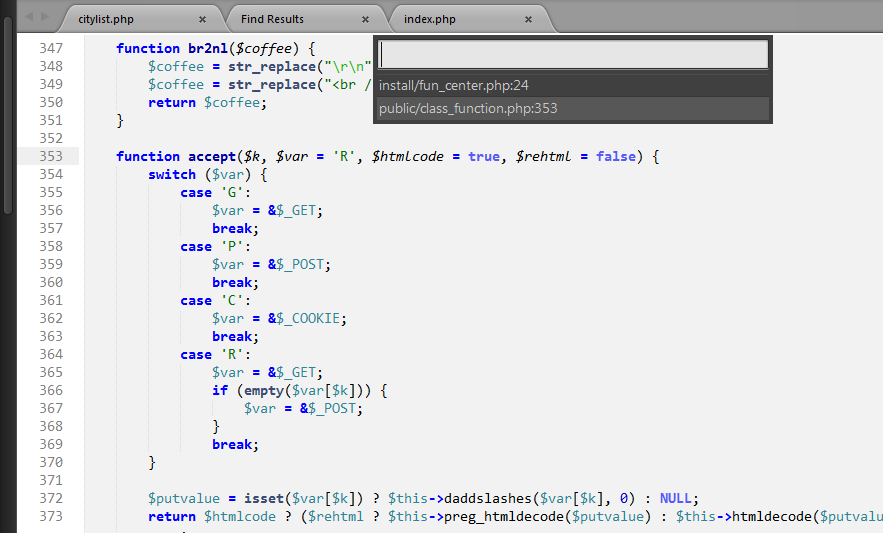 citylist.php × Find Results × index.php ×
347 function br2nl($coffee) {
348 $coffee = str_replace("\r\n"
349 $coffee = str_replace("<br /
350 return $coffee;
351 }
352
353 function accept($k, $var = 'R', $htmlcode = true, $rehtml = false) {
354 switch ($var) {
355 case 'G':
356 $var = &$_GET;
357 break;
358 case 'P':
359 $var = &$_POST;
360 break;
361 case 'C':
362 $var = &$_COOKIE;
363 break;
364 case 'R':
365 $var = &$_GET;
366 if (empty($var[$k])) {
367 $var = &$_POST;
368 }
369 break;
370 }
371
372 $putvalue = isset($var[$k]) ? $this->daddslashes($var[$k], 0) : NULL;
373 return $htmlcode ? ($rehtml ? $this->preg_htmldecode($putvalue) : $this->htmldecode($putvalu
install/fun_center.php:24
public/class_function.php:353